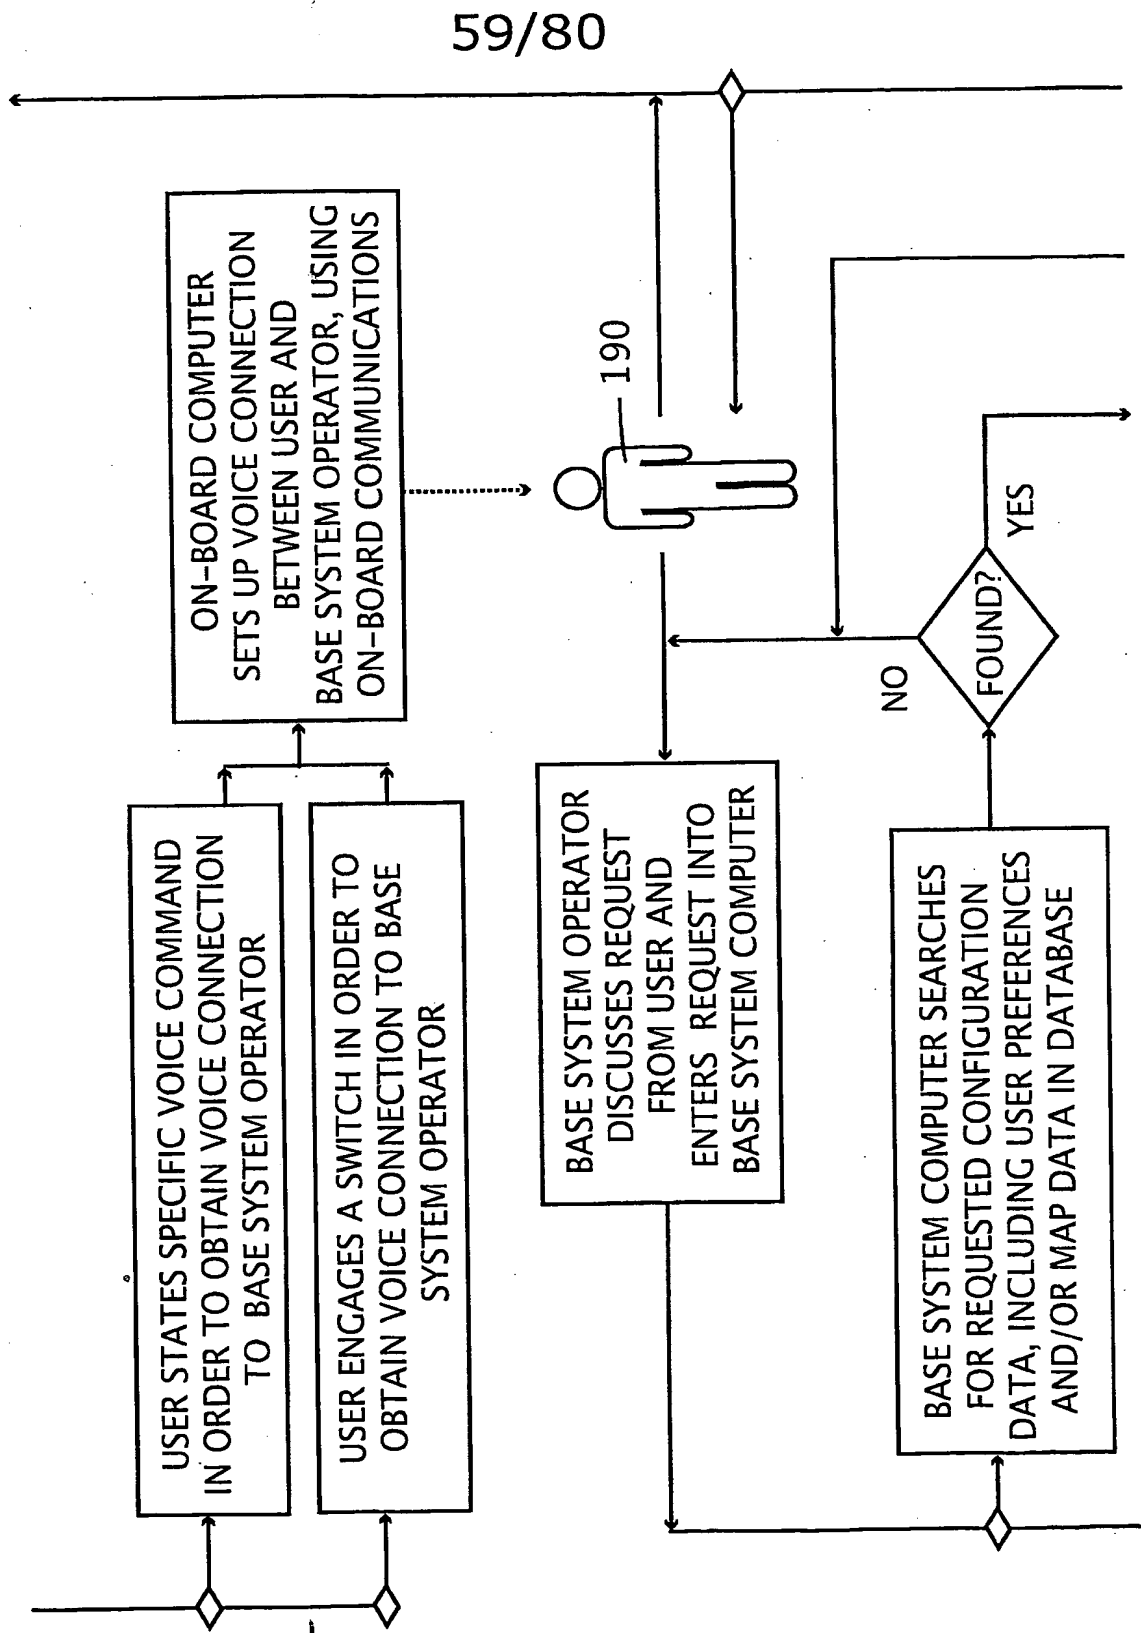 59/80
USER STATES SPECIFIC VOICE COMMAND
IN ORDER TO OBTAIN VOICE CONNECTION
TO BASE SYSTEM OPERATOR
USER ENGAGES A SWITCH IN ORDER TO
OBTAIN VOICE CONNECTION TO BASE
SYSTEM OPERATOR
ON-BOARD COMPUTER
SETS UP VOICE CONNECTION
BETWEEN USER AND
BASE SYSTEM OPERATOR, USING
ON-BOARD COMMUNICATIONS
190
BASE SYSTEM OPERATOR
DISCUSSES REQUEST
FROM USER AND
ENTERS REQUEST INTO
BASE SYSTEM COMPUTER
BASE SYSTEM COMPUTER SEARCHES
FOR REQUESTED CONFIGURATION
DATA, INCLUDING USER PREFERENCES
AND/OR MAP DATA IN DATABASE
NO
FOUND?
YES